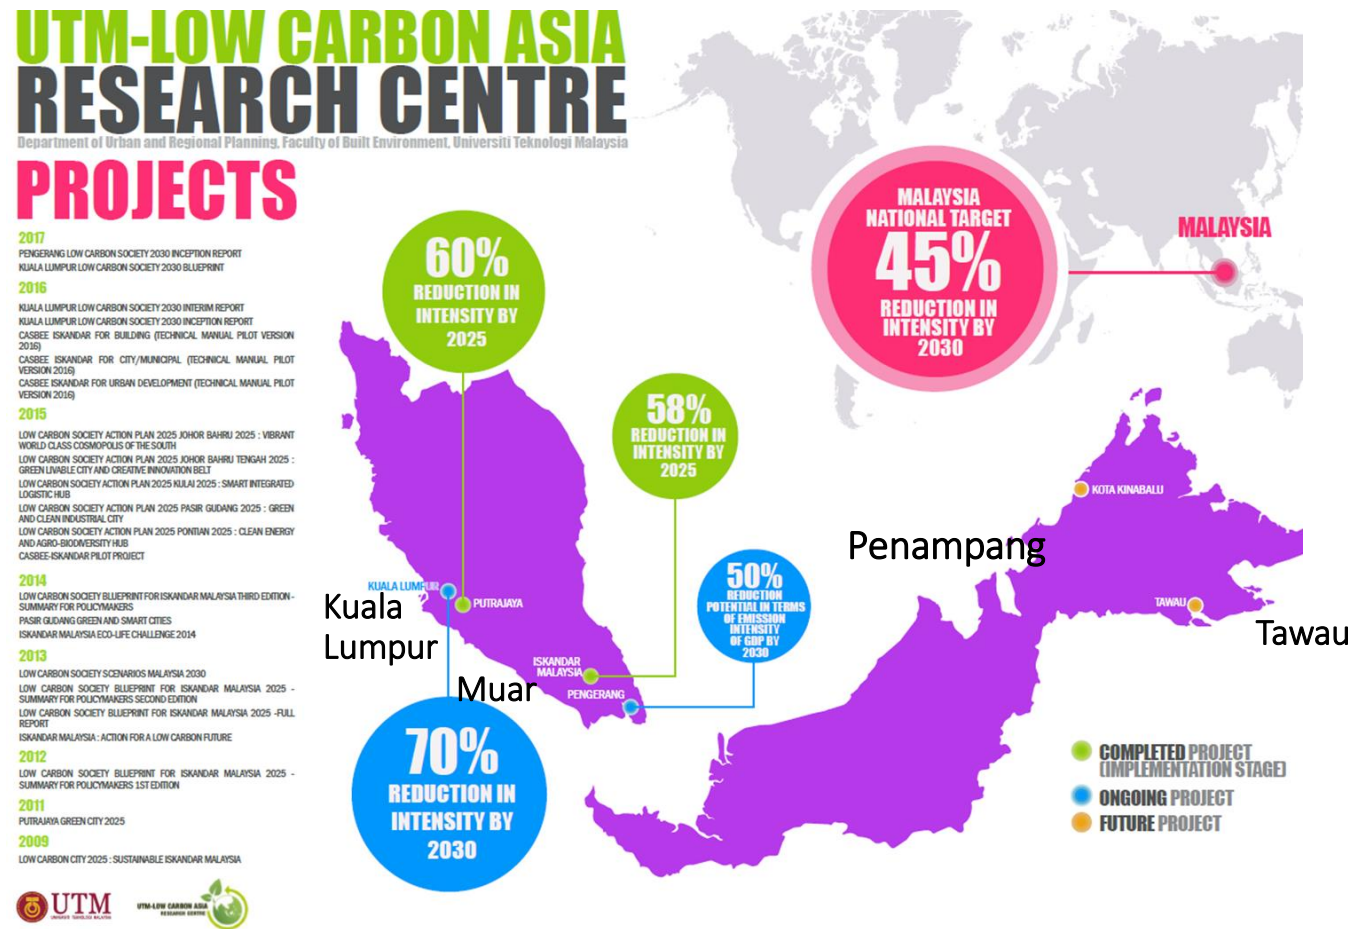 UTM-LOW CARBON ASIA
RESEARCH CENTRE
Department of Urban and Regional Planning, Faculty of Built Environment, Universiti Teknologi Malaysia
PROJECTS
2017
PENGERANG LOW CARBON SOCIETY 2030 INCEPTION REPORT
KUALA LUMPUR LOW CARBON SOCIETY 2030 BLUEPRINT
2016
KUALA LUMPUR LOW CARBON SOCIETY 2030 INTERIM REPORT
KUALA LUMPUR LOW CARBON SOCIETY 2030 INCEPTION REPORT
CASBEE ISKANDAR FOR BUILDING (TECHNICAL MANUAL PILOT VERSION
2016)
CASBEE ISKANDAR FOR CITY/MUNICIPAL (TECHNICAL MANUAL PILOT
VERSION 2016)
CASBEE ISKANDAR FOR URBAN DEVELOPMENT (TECHNICAL MANUAL PILOT
VERSION 2016)
2015
LOW CARBON SOCIETY ACTION PLAN 2025 JOHOR BAHRU 2025 : VIBRANT
WORLD CLASS COSMOPOLIS OF THE SOUTH
LOW CARBON SOCIETY ACTION PLAN 2025 JOHOR BAHRU TENGAH 2025 :
GREEN LIVABLE CITY AND CREATIVE INNOVATION BELT
LOW CARBON SOCIETY ACTION PLAN 2025 KULAI 2025 : SMART INTEGRATED
LOGISTIC HUB
LOW CARBON SOCIETY ACTION PLAN 2025 PASIR GUDANG 2025 : GREEN
AND CLEAN INDUSTRIAL CITY
LOW CARBON SOCIETY ACTION PLAN 2025 PONTIAN 2025 : CLEAN ENERGY
AND AGRO-BIODIVERSITY HUB
CASBEE-ISKANDAR PILOT PROJECT
2014
LOW CARBON SOCIETY BLUEPRINT FOR ISKANDAR MALAYSIA THIRD EDITION -
SUMMARY FOR POLICYMAKERS
PASIR GUDANG GREEN AND SMART CITIES
ISKANDAR MALAYSIA ECO-LIFE CHALLENGE 2014
2013
LOW CARBON SOCIETY SCENARIOS MALAYSIA 2030
LOW CARBON SOCIETY BLUEPRINT FOR ISKANDAR MALAYSIA 2025 -
SUMMARY FOR POLICYMAKERS SECOND EDITION
LOW CARBON SOCIETY BLUEPRINT FOR ISKANDAR MALAYSIA 2025 -FULL
REPORT
ISKANDAR MALAYSIA : ACTION FOR A LOW CARBON FUTURE
2012
LOW CARBON SOCIETY BLUEPRINT FOR ISKANDAR MALAYSIA 2025 -
SUMMARY FOR POLICYMAKERS 1ST EDITION
2011
PUTRAJAYA GREEN CITY 2025
2009
LOW CARBON CITY 2025 : SUSTAINABLE ISKANDAR MALAYSIA
UTM
UNIVERSITI TEKNOLOGI MALAYSIA
UTM-LOW CARBON ASIA
RESEARCH CENTRE
60%
REDUCTION IN
INTENSITY BY
2025
58%
REDUCTION IN
INTENSITY BY
2025
50%
REDUCTION
POTENTIAL IN TERMS
OF EMISSION
INTENSITY
OF GDP BY
2030
70%
REDUCTION IN
INTENSITY BY
2030
MALAYSIA
NATIONAL TARGET
45%
REDUCTION IN
INTENSITY BY
2030
MALAYSIA
KUALA LUMPUR
Kuala
Lumpur
PUTRAJAYA
ISKANDAR
MALAYSIA
Muar
PENGERANG
KOTA KINABALU
Penampang
TAWAU
Tawau
COMPLETED PROJECT
(IMPLEMENTATION STAGE)
ONGOING PROJECT
FUTURE PROJECT